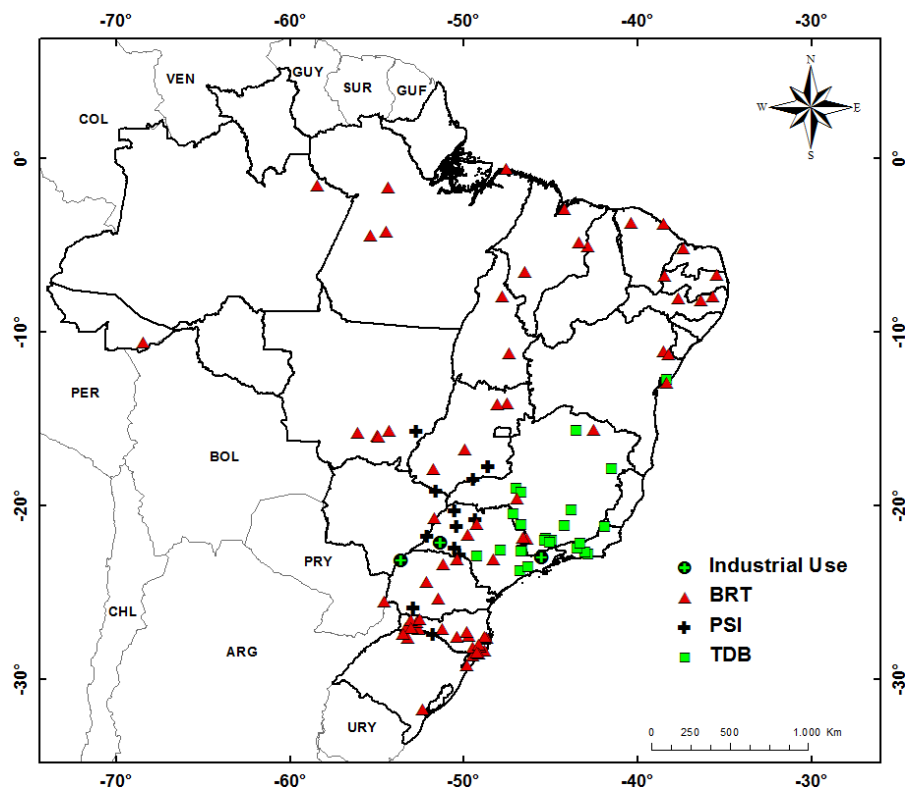 -70° -60° -50° -40° -30°
GUY
VEN
SUR
GUF
COL
N
W E
S
0° 0°
-10° -10°
PER
BOL
-20° -20°
PRY
CHL
ARG
URY
Industrial Use
BRT
PSI
TDB
-30° -30°
0 250 500 1.000 Km
-70° -60° -50° -40° -30°